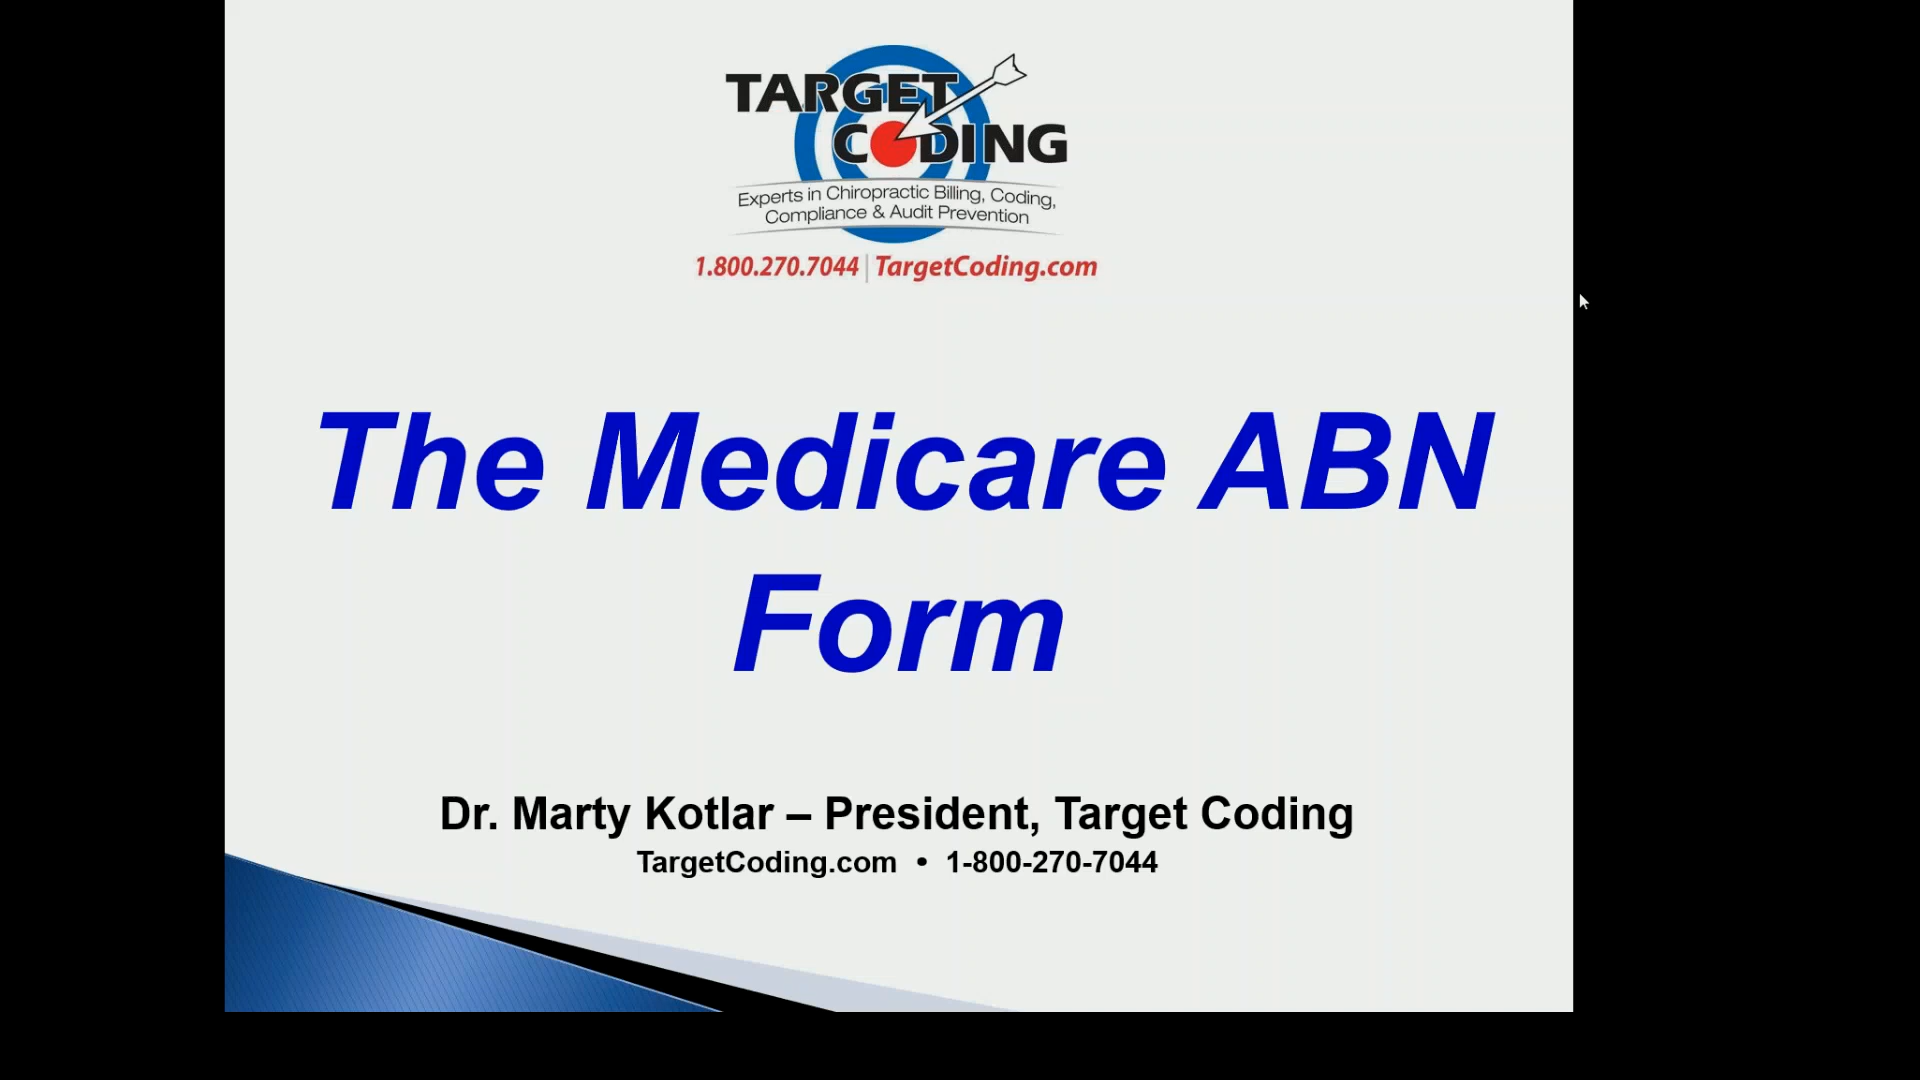 TARGET
CODING
Experts in Chiropractic Billing, Coding,
Compliance & Audit Prevention
1.800.270.7044 | TargetCoding.com
The Medicare ABN
Form
Dr. Marty Kotlar – President, Target Coding
TargetCoding.com • 1-800-270-7044